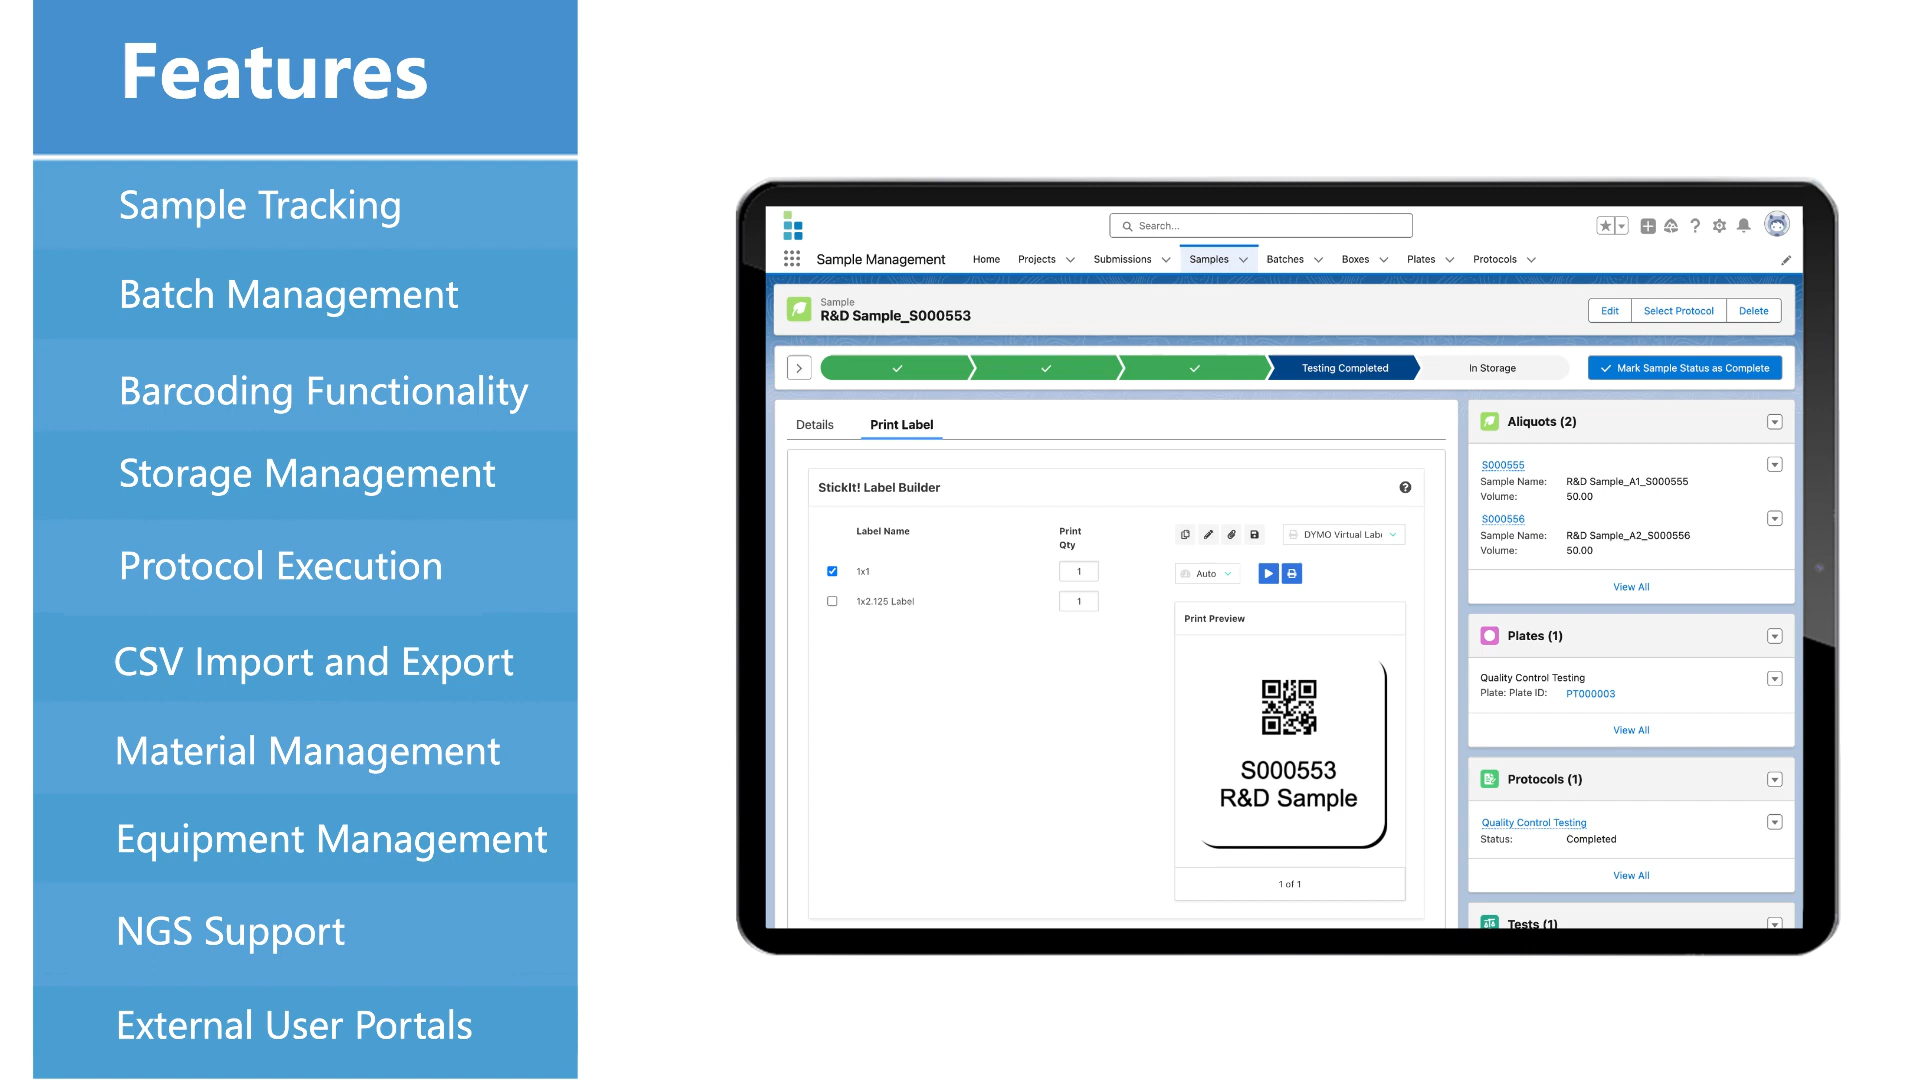 Features
Sample Tracking
Batch Management
Barcoding Functionality
Storage Management
Protocol Execution
CSV Import and Export
Material Management
Equipment Management
NGS Support
External User Portals
Search...
Sample Management Home Projects Submissions Samples Batches Boxes Plates Protocols
Sample
R&D Sample_S000553
Edit Select Protocol Delete
Testing Completed In Storage Mark Sample Status as Complete
Details Print Label
StickIt! Label Builder
Label Name Print
Qty
DYMO Virtual Labe
1x1 1
Auto
1x2.125 Label 1
Print Preview
S000553
R&D Sample
1 of 1
Aliquots (2)
S000555
Sample Name: R&D Sample_A1_S000555
Volume: 50.00
S000556
Sample Name: R&D Sample_A2_S000556
Volume: 50.00
View All
Plates (1)
Quality Control Testing
Plate: Plate ID: PT000003
View All
Protocols (1)
Quality Control Testing
Status: Completed
View All
Tests (1)